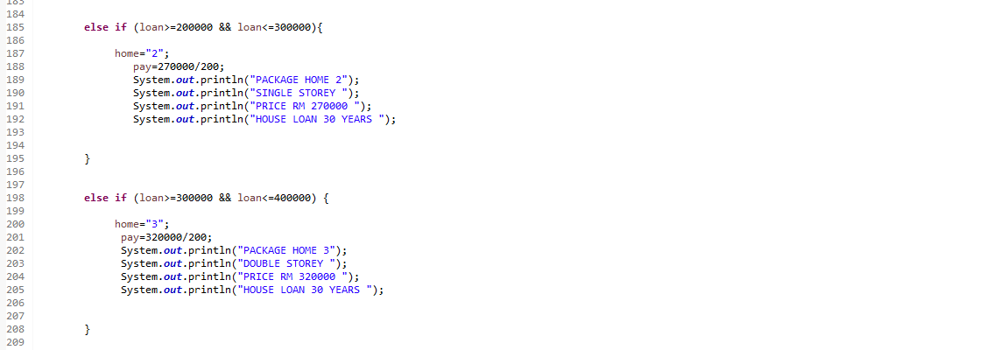 183
184
185 else if (loan>=200000 && loan<=300000){
186
187 home="2";
188 pay=270000/200;
189 System.out.println("PACKAGE HOME 2");
190 System.out.println("SINGLE STOREY ");
191 System.out.println("PRICE RM 270000 ");
192 System.out.println("HOUSE LOAN 30 YEARS ");
193
194
195 }
196
197
198 else if (loan>=300000 && loan<=400000) {
199
200 home="3";
201 pay=320000/200;
202 System.out.println("PACKAGE HOME 3");
203 System.out.println("DOUBLE STOREY ");
204 System.out.println("PRICE RM 320000 ");
205 System.out.println("HOUSE LOAN 30 YEARS ");
206
207
208 }
209